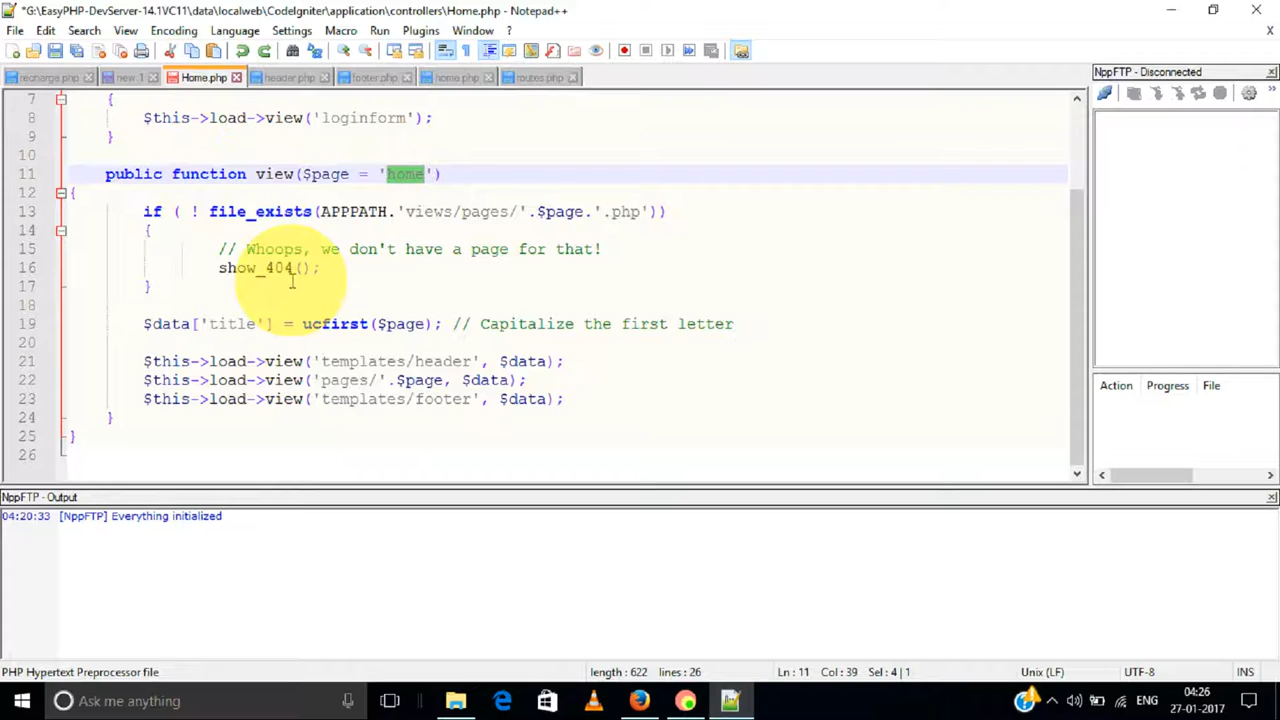 *G:\EasyPHP-DevServer-14.1VC11\data\localweb\CodeIgniter\application\controllers\Home.php - Notepad++
File Edit Search View Encoding Language Settings Macro Run Plugins Window ?
X
recharge.php new 1 Home.php header.php footer.php home.php routes.php
NppFTP - Disconnected
7 {
8 $this->load->view('loginform');
9 }
10
11 public function view($page = 'home')
12 {
13 if ( ! file_exists(APPPATH.'views/pages/'.$page.'.php'))
14 {
15 // Whoops, we don't have a page for that!
16 show_404();
17 }
18
19 $data['title'] = ucfirst($page); // Capitalize the first letter
20
21 $this->load->view('templates/header', $data);
22 $this->load->view('pages/'.$page, $data);
23 $this->load->view('templates/footer', $data);
24 }
25 }
26
Action Progress File
NppFTP - Output
04:20:33 [NppFTP] Everything initialized
PHP Hypertext Preprocessor file length : 622 lines : 26 Ln : 11 Col : 39 Sel : 4 | 1 Unix (LF) UTF-8 INS
Ask me anything
ENG
04:26
27-01-2017